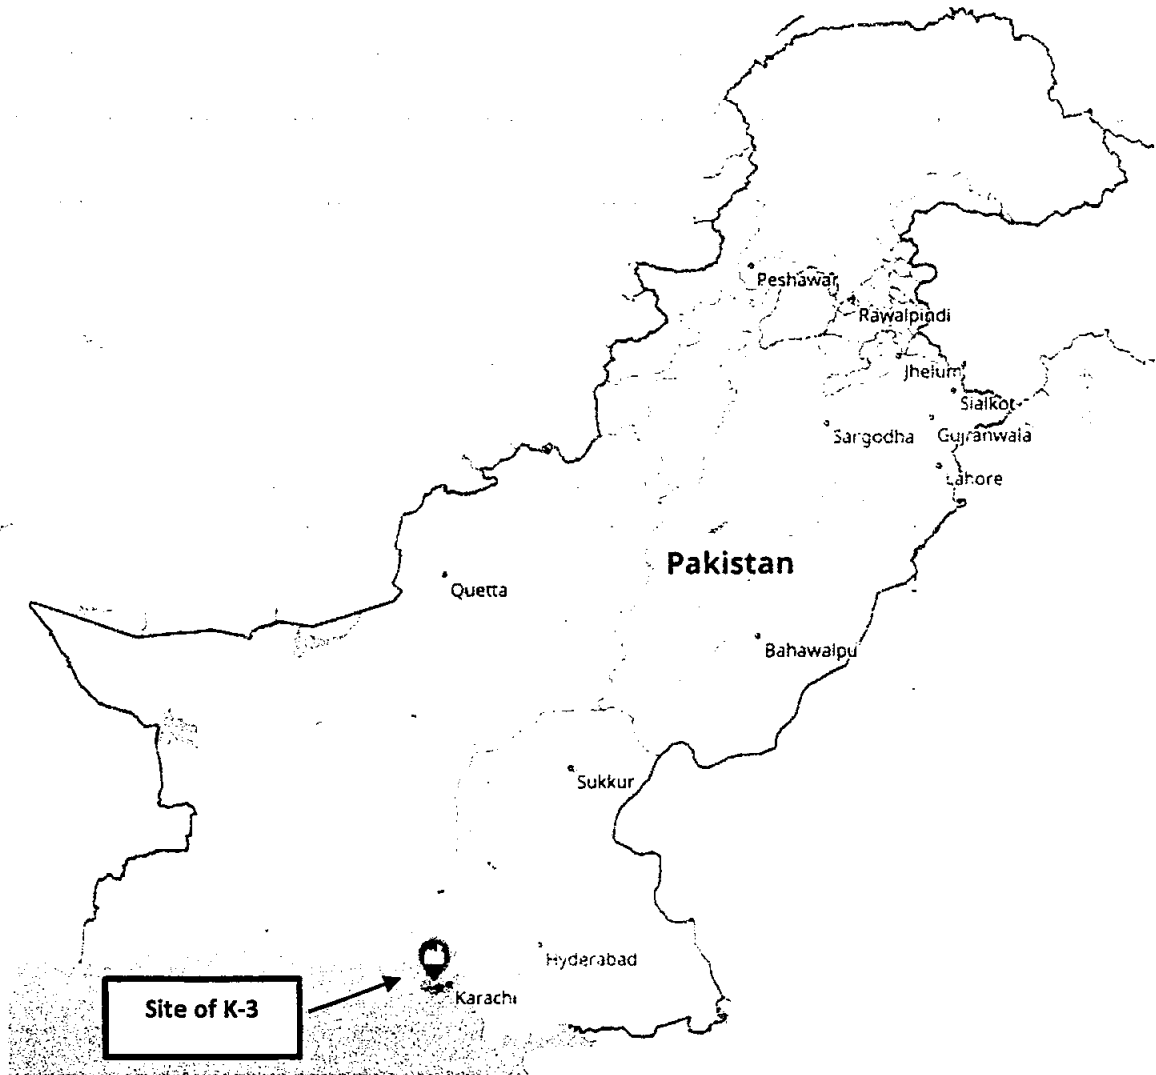 Peshawar
Rawalpindi
Jhelum
Sialkot
Sargodha
Gujranwala
Lahore
Pakistan
Quetta
Bahawalpu
Sukkur
Hyderabad
Karachi
Site of K-3